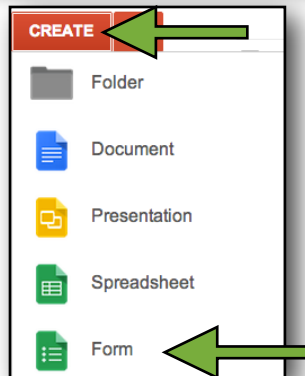 CREATE
Folder
Document
Presentation
Spreadsheet
Form